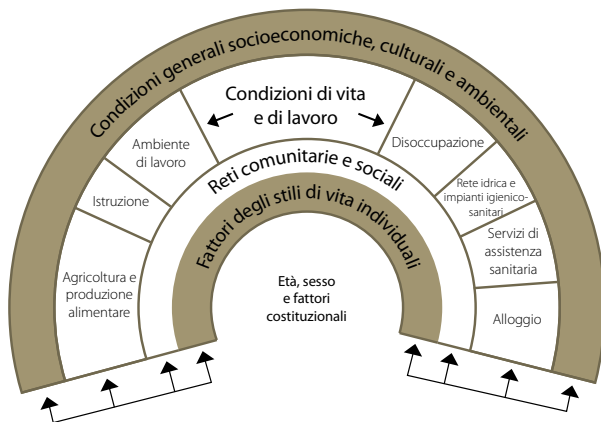 Condizioni generali socioeconomiche, culturali e ambientali
Condizioni di vita
e di lavoro
Ambiente
di lavoro
Istruzione
Agricoltura e
produzione
alimentare
Disoccupazione
Rete idrica e
impianti igienico-
sanitari
Servizi di
assistenza
sanitaria
Alloggio
Reti comunitarie e sociali
Fattori degli stili di vita individuali
Età, sesso
e fattori
costituzionali